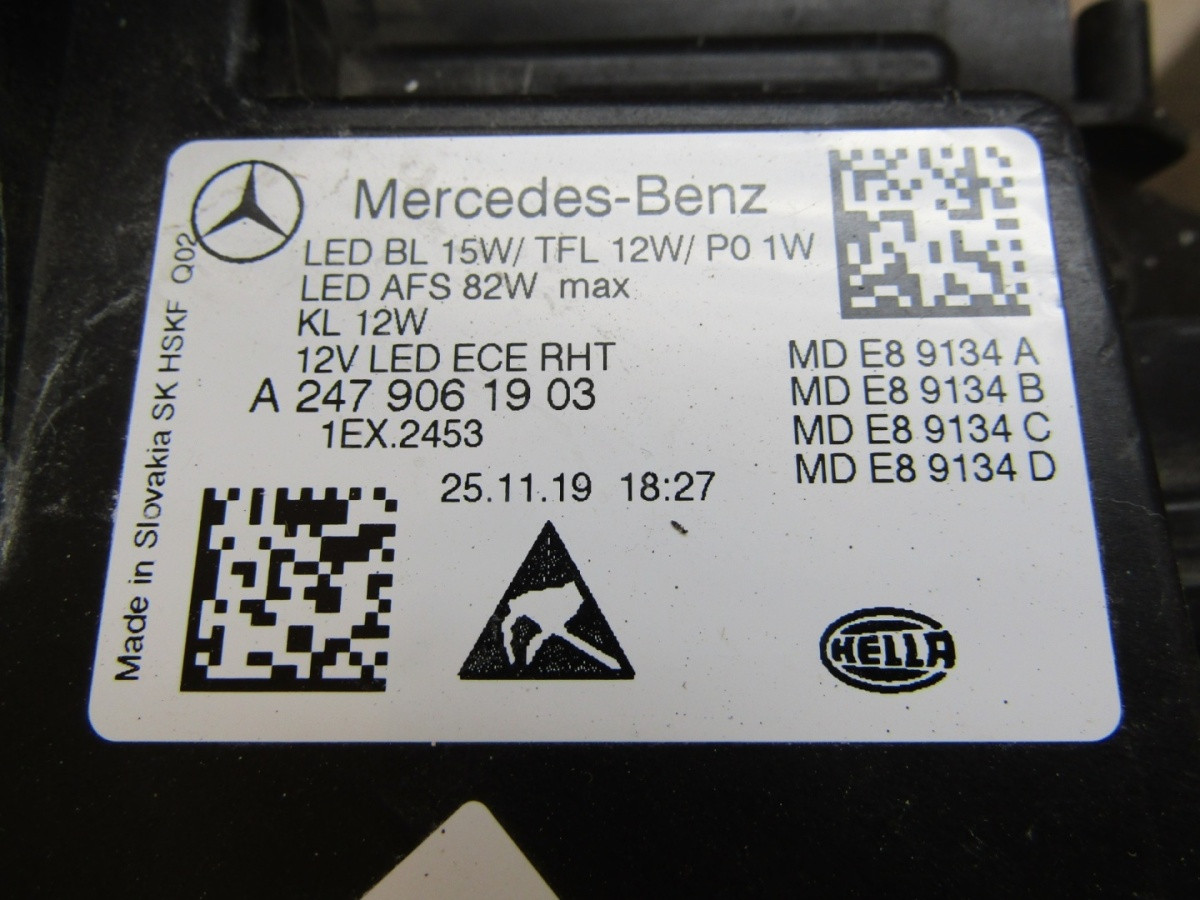 Mercedes-Benz
LED BL 15W/ TFL 12W/ P0 1W
LED AFS 82W max
KL 12W
12V LED ECE RHT
A 247 906 19 03
1EX.2453
25.11.19 18:27
MD E8 9134 A
MD E8 9134 B
MD E8 9134 C
MD E8 9134 D
Made in Slovakia SK HSKF Q02
HELLA